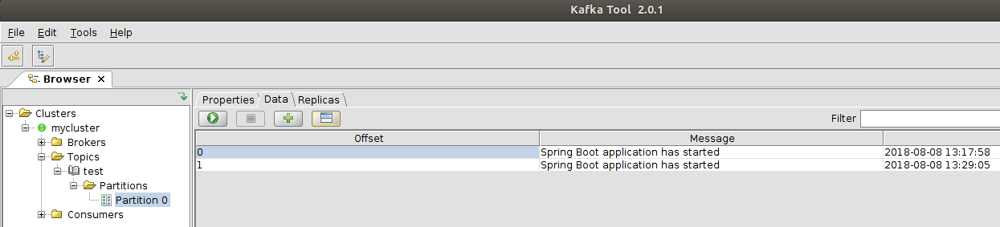 Kafka Tool 2.0.1
File Edit Tools Help
Browser
Clusters
mycluster
Brokers
Topics
test
Partitions
Partition 0
Consumers
Properties Data Replicas
Filter
Offset Message
0 Spring Boot application has started 2018-08-08 13:17:58
1 Spring Boot application has started 2018-08-08 13:29:05